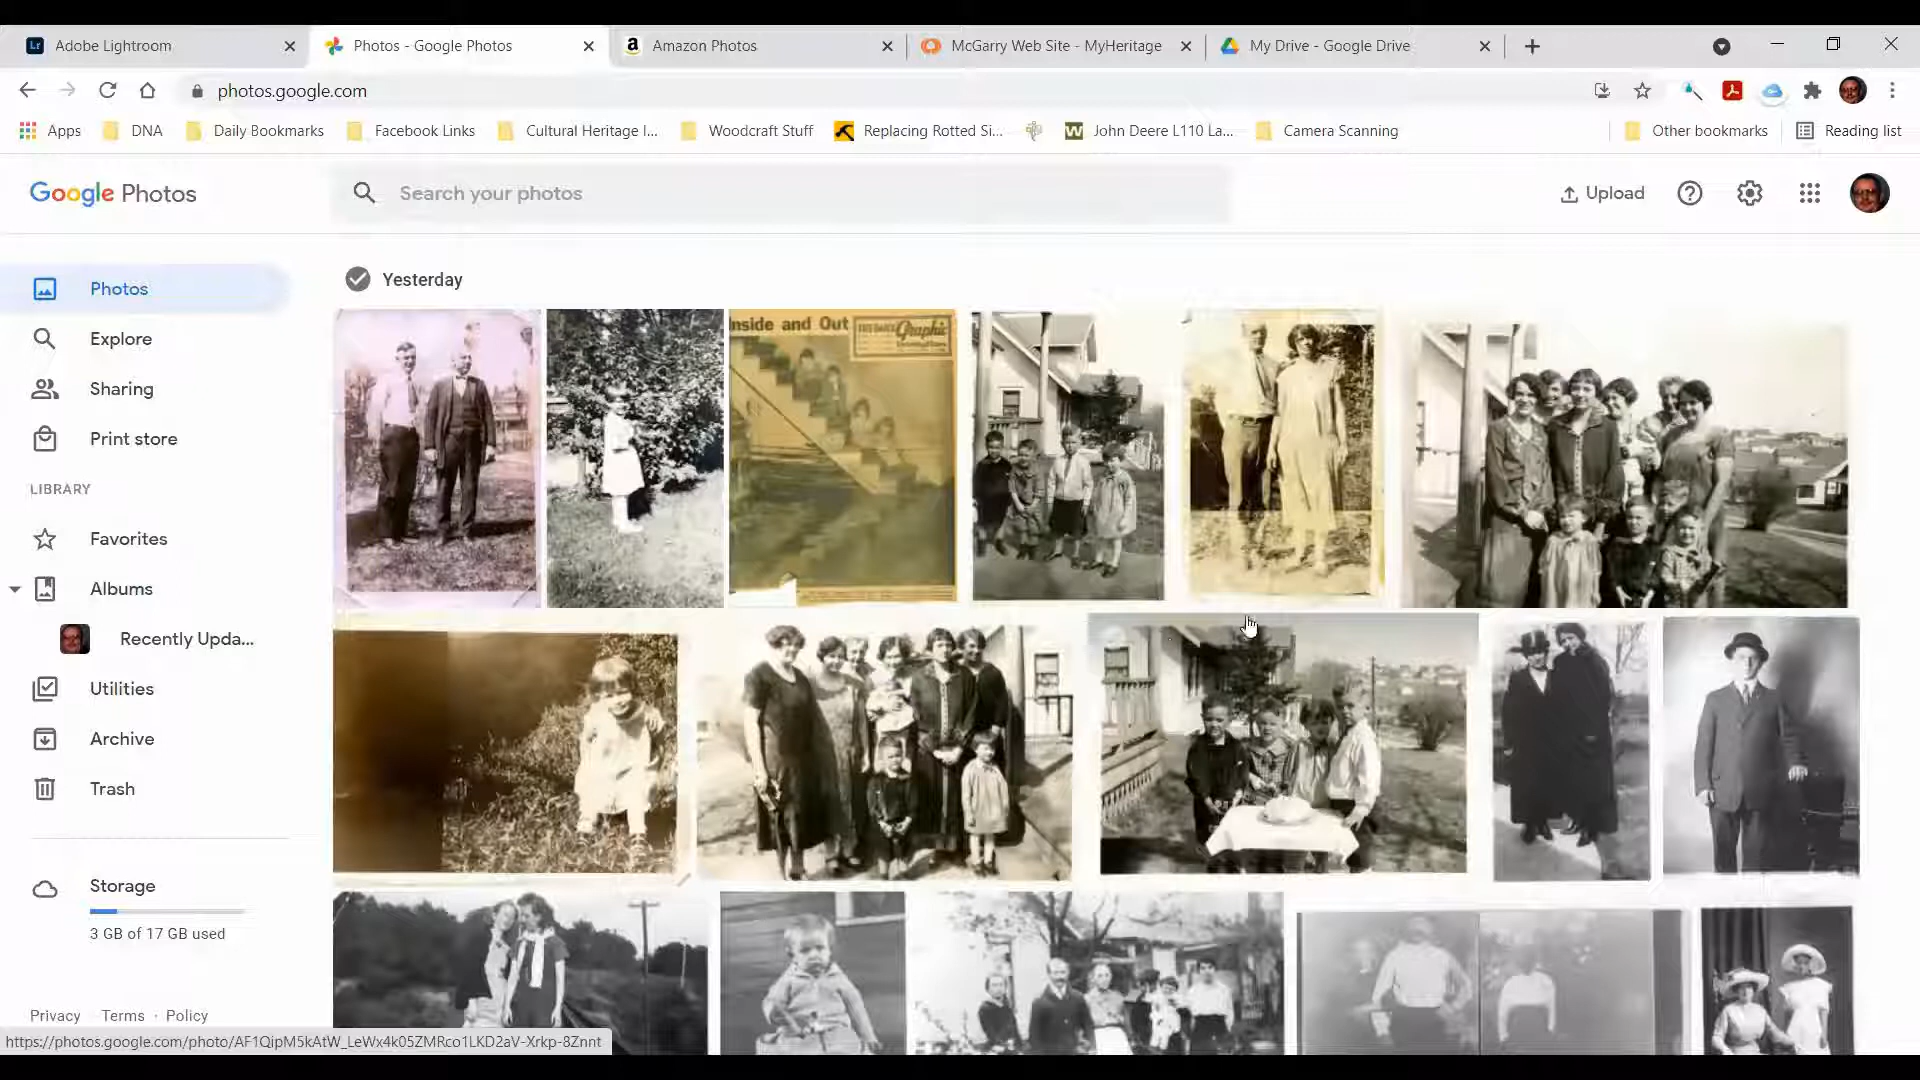 Adobe Lightroom
Photos - Google Photos
Amazon Photos
McGarry Web Site - MyHeritage
My Drive - Google Drive
photos.google.com
Apps
DNA
Daily Bookmarks
Facebook Links
Cultural Heritage I...
Woodcraft Stuff
Replacing Rotted Si...
John Deere L110 La...
Camera Scanning
Other bookmarks
Reading list
Google Photos
Search your photos
Upload
Photos
Explore
Sharing
Print store
LIBRARY
Favorites
Albums
Recently Upda...
Utilities
Archive
Trash
Storage
3 GB of 17 GB used
Privacy · Terms · Policy
https://photos.google.com/photo/AF1QipM5kAtW_LeWx4k05ZMRco1LKD2aV-Xrkp-8Znnt
Yesterday
Inside and Out
Graphic